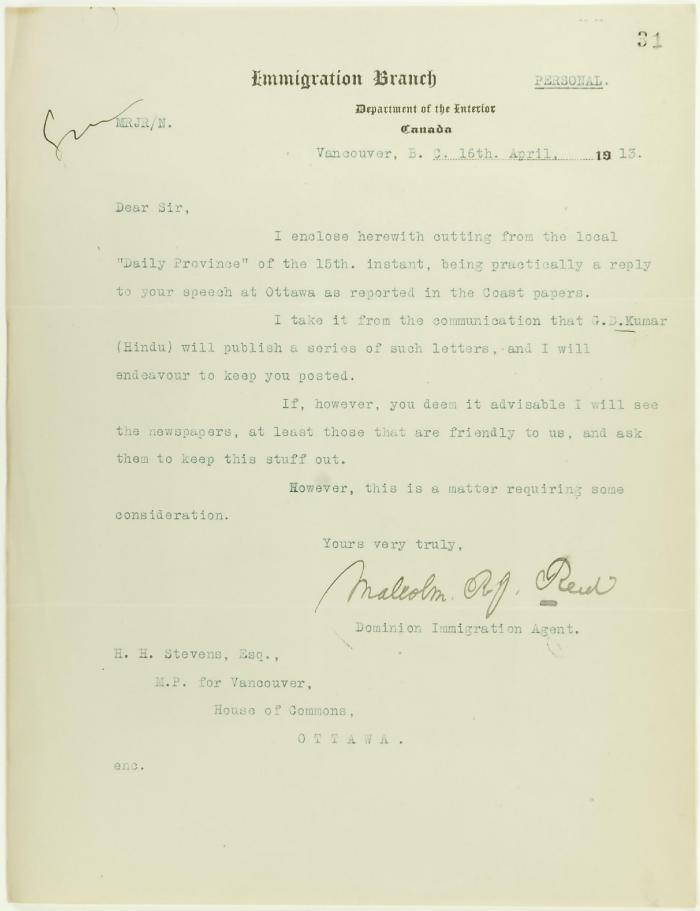 31
Immigration Branch
PERSONAL.
Department of the Interior
MRJR/N.
Canada
Vancouver, B. C. 16th. April, 1913.
Dear Sir,
I enclose herewith cutting from the local
"Daily Province" of the 15th. instant, being practically a reply
to your speech at Ottawa as reported in the Coast papers.
I take it from the communication that G.D.Kumar
(Hindu) will publish a series of such letters, and I will
endeavour to keep you posted.
If, however, you deem it advisable I will see
the newspapers, at least those that are friendly to us, and ask
them to keep this stuff out.
However, this is a matter requiring some
consideration.
Yours very truly,
Malcolm. R.J. Reid
Dominion Immigration Agent.
H. H. Stevens, Esq.,
M.P. for Vancouver,
House of Commons,
O T T A W A .
enc.